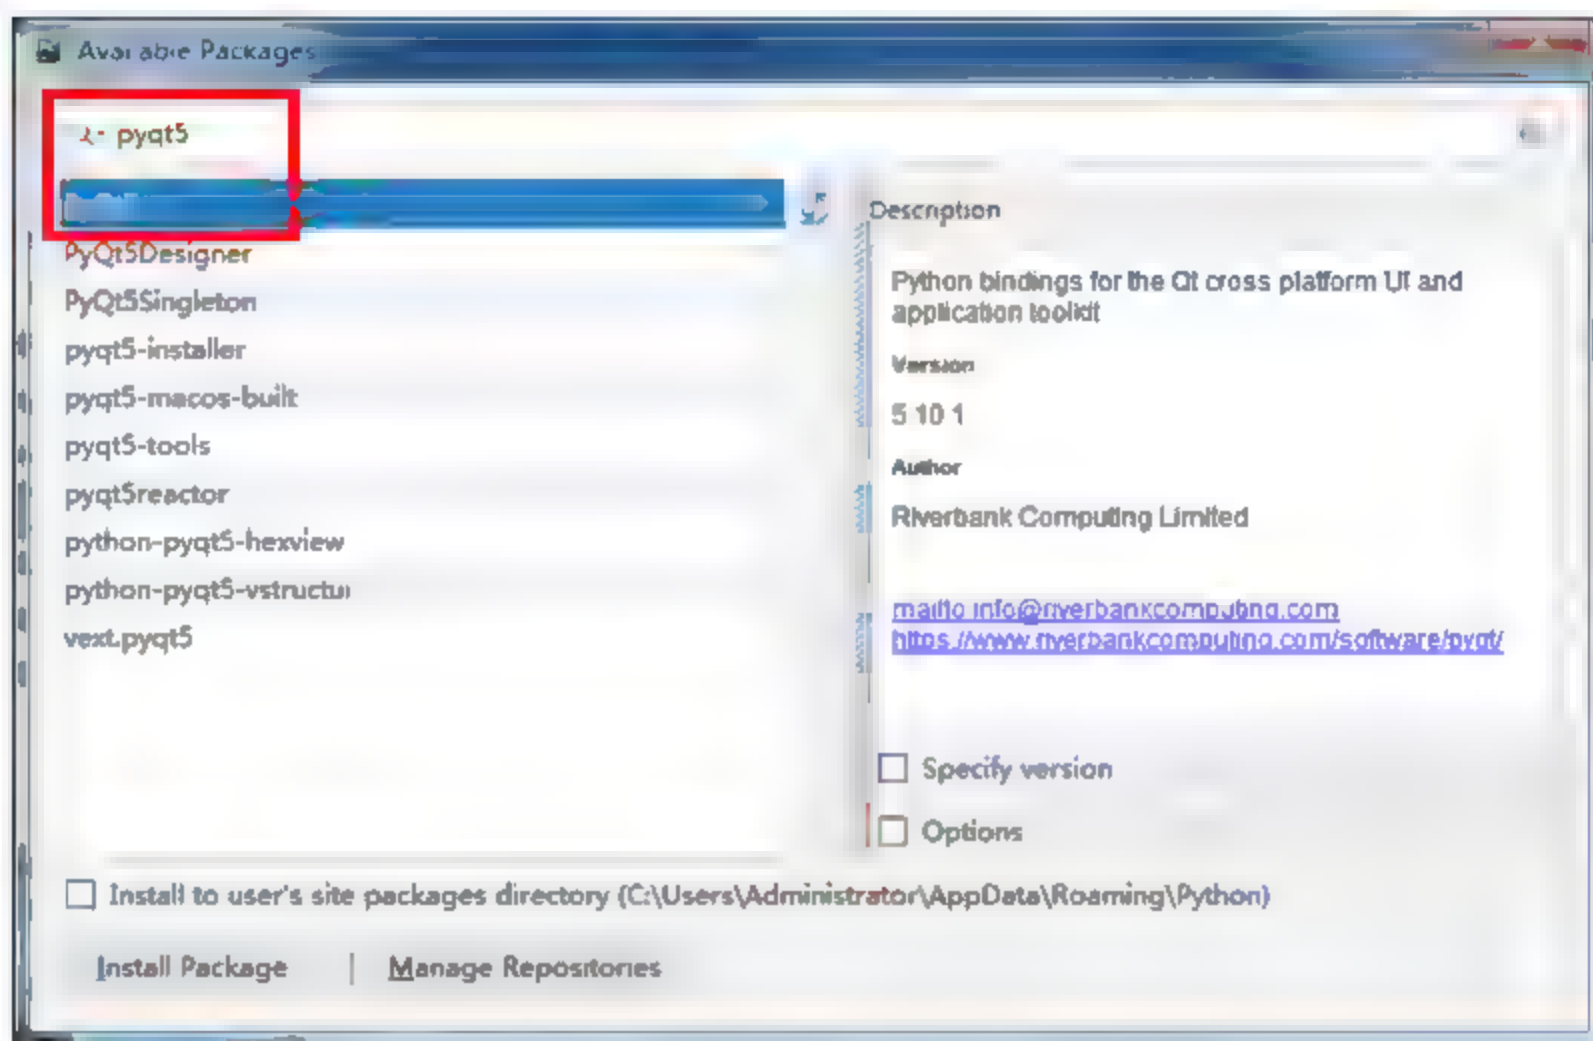 Available Packages
pyqt5
Description
PyQt5Designer
PyQt5Singleton
pyqt5-installer
pyqt5-macos-built
pyqt5-tools
pyqt5reactor
python-pyqt5-hexview
python-pyqt5-vstructui
vext.pyqt5
Python bindings for the Qt cross platform UI and
application toolkit
Version
5 10 1
Author
Riverbank Computing Limited
mailto info@riverbankcomputing.com
https://www.riverbankcomputing.com/software/pyqt/
Specify version
Options
Install to user's site packages directory (C:\Users\Administrator\AppData\Roaming\Python)
Install Package
Manage Repositories